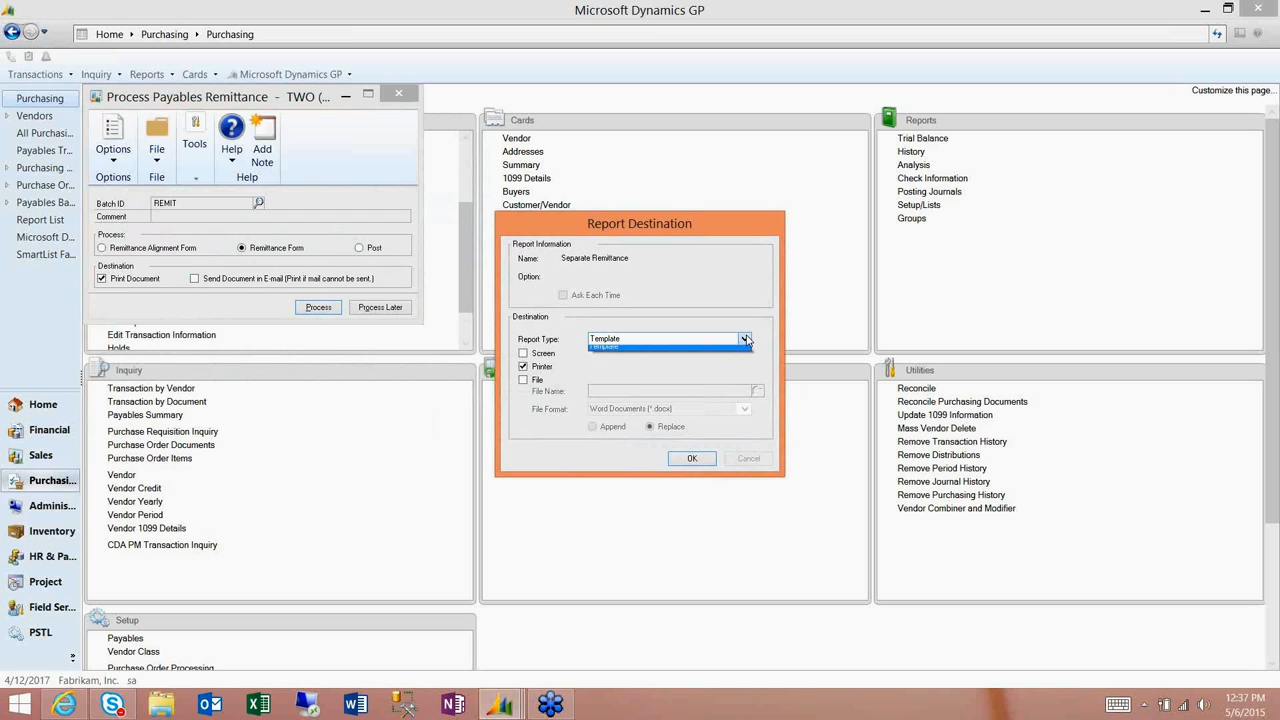 Microsoft Dynamics GP
Home
Purchasing
Purchasing
Transactions
Inquiry
Reports
Cards
Microsoft Dynamics GP
Customize this page...
Purchasing
Vendors
All Purchasi...
Payables Tr...
Purchasing ...
Purchase Or...
Payables Ba...
Report List
Microsoft D...
SmartList Fa...
Home
Financial
Sales
Purchasi...
Adminis...
Inventory
HR & Pa...
Project
Field Ser...
PSTL
Process Payables Remittance - TWO (...
Options
File
Tools
Help
Add
Note
Options
File
Help
Batch ID
REMIT
Comment
Process:
Remittance Alignment Form
Remittance Form
Post
Destination
Print Document
Send Document in E-mail (Print if mail cannot be sent.)
Process
Process Later
Edit Transaction Information
Holds
Inquiry
Transaction by Vendor
Transaction by Document
Payables Summary
Purchase Requisition Inquiry
Purchase Order Documents
Purchase Order Items
Vendor
Vendor Credit
Vendor Yearly
Vendor Period
Vendor 1099 Details
CDA PM Transaction Inquiry
Setup
Payables
Vendor Class
Purchase Order Processing
Cards
Vendor
Addresses
Summary
1099 Details
Buyers
Customer/Vendor
Report Destination
Report Information
Name:
Separate Remittance
Option:
Ask Each Time
Destination
Report Type:
Template
Template
Screen
Printer
File
File Name:
File Format:
Word Documents (*.docx)
Append
Replace
OK
Cancel
Reports
Trial Balance
History
Analysis
Check Information
Posting Journals
Setup/Lists
Groups
Utilities
Reconcile
Reconcile Purchasing Documents
Update 1099 Information
Mass Vendor Delete
Remove Transaction History
Remove Distributions
Remove Period History
Remove Journal History
Remove Purchasing History
Vendor Combiner and Modifier
4/12/2017 Fabrikam, Inc. sa
12:37 PM
5/6/2015